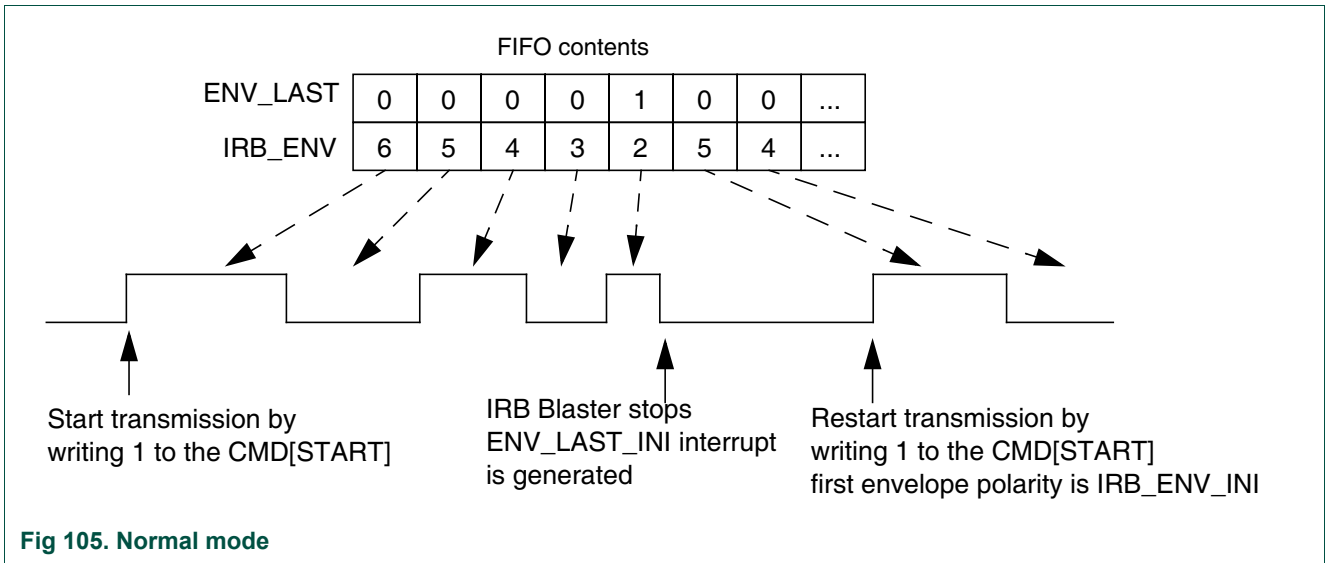 FIFO contents
ENV_LAST 0 0 0 0 1 0 0 ...
IRB_ENV 6 5 4 3 2 5 4 ...
Start transmission by
writing 1 to the CMD[START]
IRB Blaster stops
ENV_LAST_INI interrupt
is generated
Restart transmission by
writing 1 to the CMD[START]
first envelope polarity is IRB_ENV_INI
Fig 105. Normal mode